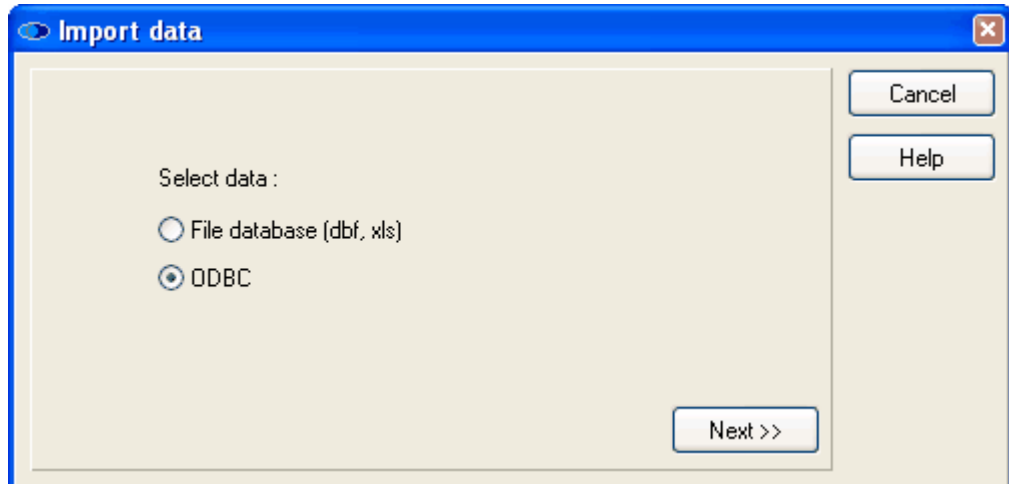 Import data
Cancel
Help
Select data :
File database (dbf, xls)
ODBC
Next >>